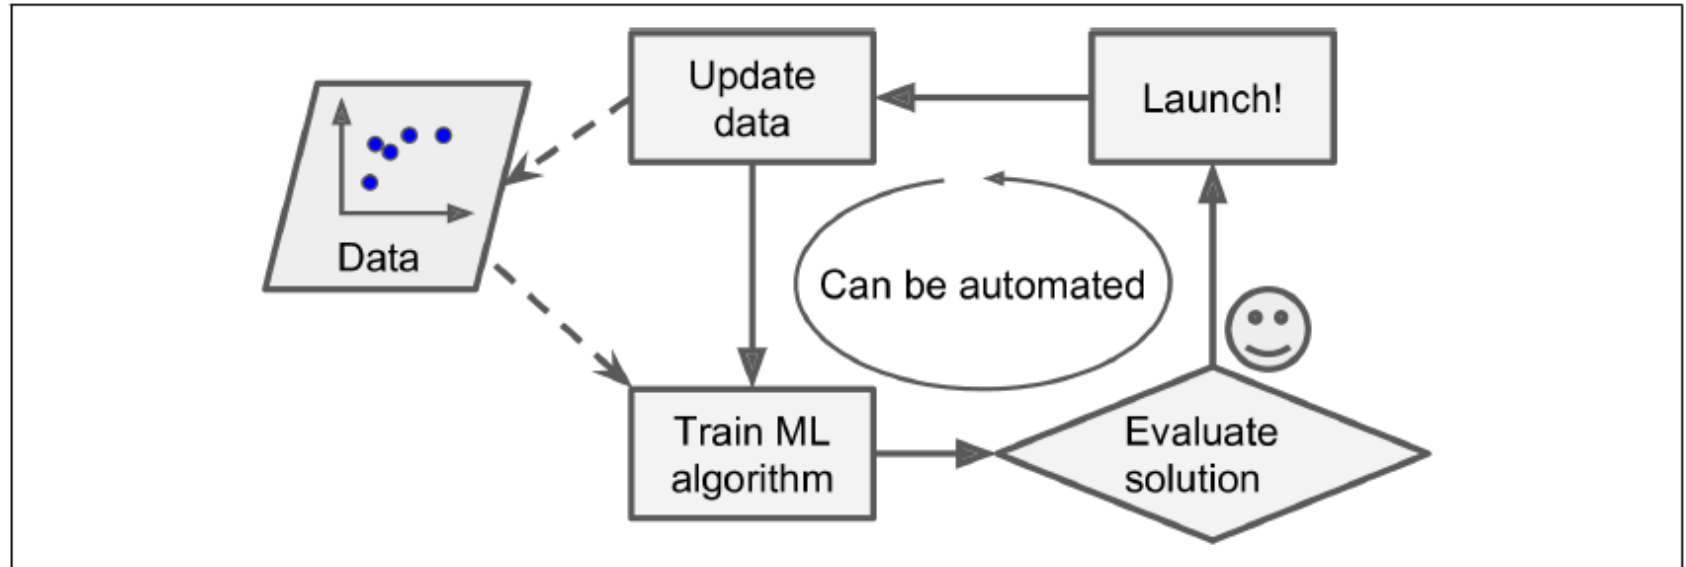 Update
data
Launch!
Data
Can be automated
Train ML
algorithm
Evaluate
solution